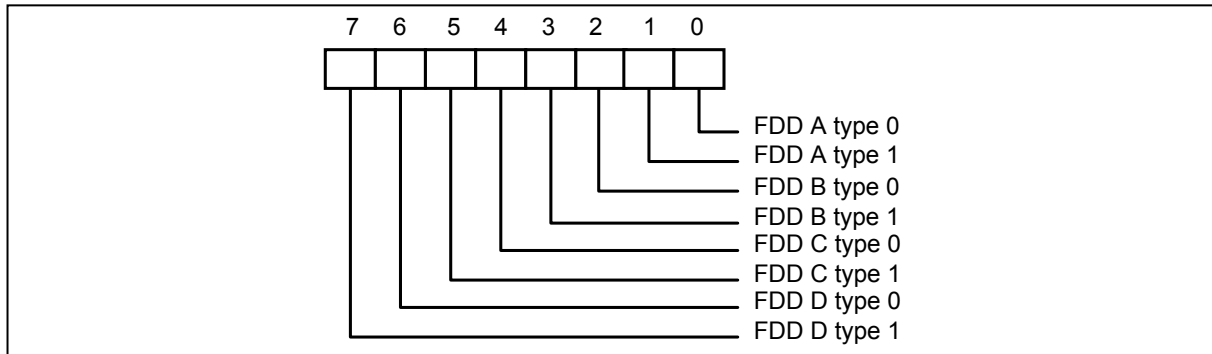 7 6 5 4 3 2 1 0
FDD A type 0
FDD A type 1
FDD B type 0
FDD B type 1
FDD C type 0
FDD C type 1
FDD D type 0
FDD D type 1